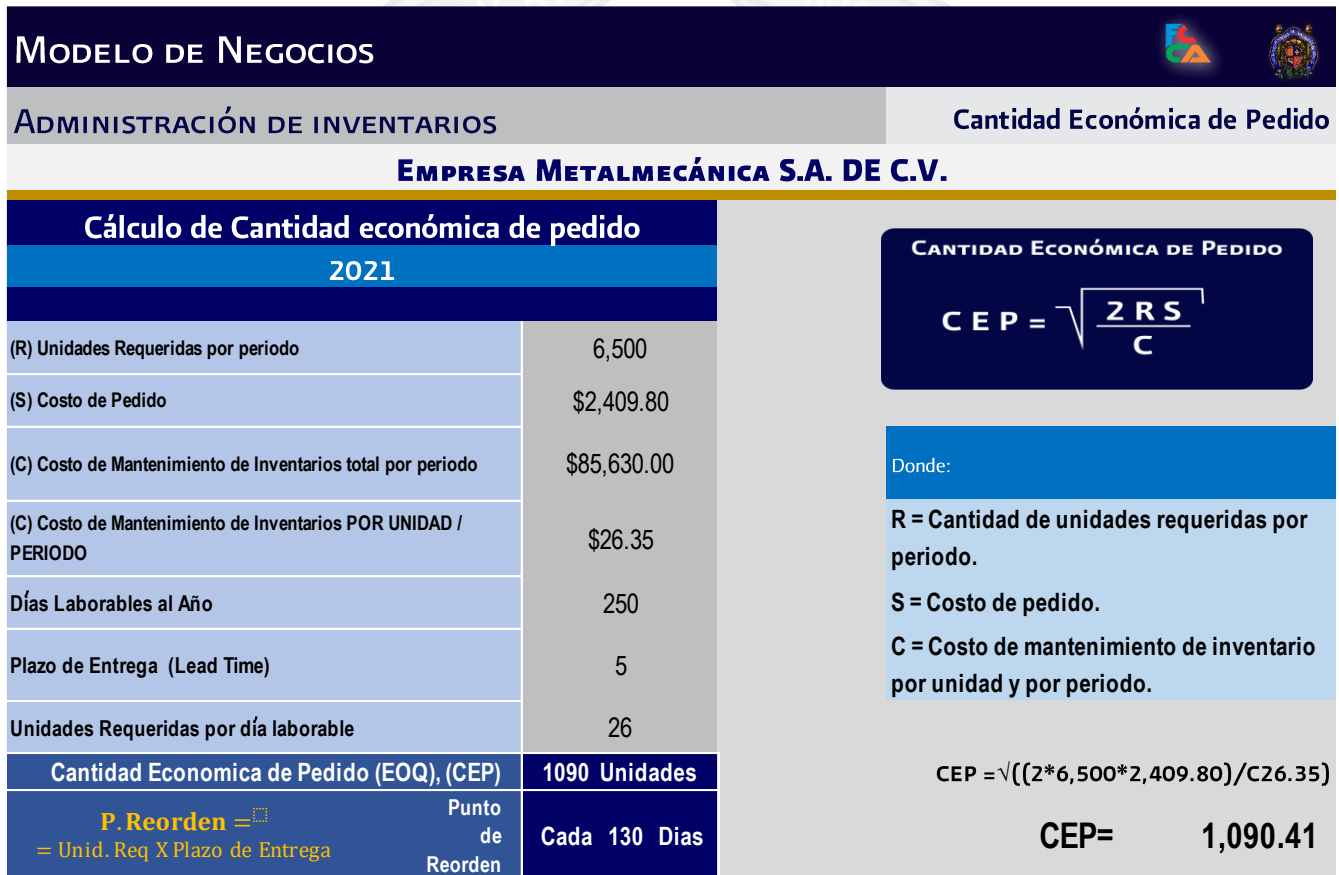 MODELO DE NEGOCIOS
ADMINISTRACIÓN DE INVENTARIOS
Cantidad Económica de Pedido
EMPRESA METALMECÁNICA S.A. DE C.V.
Cálculo de Cantidad económica de pedido
2021
(R) Unidades Requeridas por periodo 6,500
(S) Costo de Pedido $2,409.80
(C) Costo de Mantenimiento de Inventarios total por periodo $85,630.00
(C) Costo de Mantenimiento de Inventarios POR UNIDAD /
PERIODO $26.35
Días Laborables al Año 250
Plazo de Entrega (Lead Time) 5
Unidades Requeridas por día laborable 26
Cantidad Economica de Pedido (EOQ), (CEP) 1090 Unidades
P.Reorden =
= Unid. Req X Plazo de Entrega
Punto
de
Reorden
Cada 130 Dias
CANTIDAD ECONÓMICA DE PEDIDO
C E P = √ 2 R S
C
Donde:
R = Cantidad de unidades requeridas por
periodo.
S = Costo de pedido.
C = Costo de mantenimiento de inventario
por unidad y por periodo.
CEP =√((2*6,500*2,409.80)/C26.35)
CEP= 1,090.41